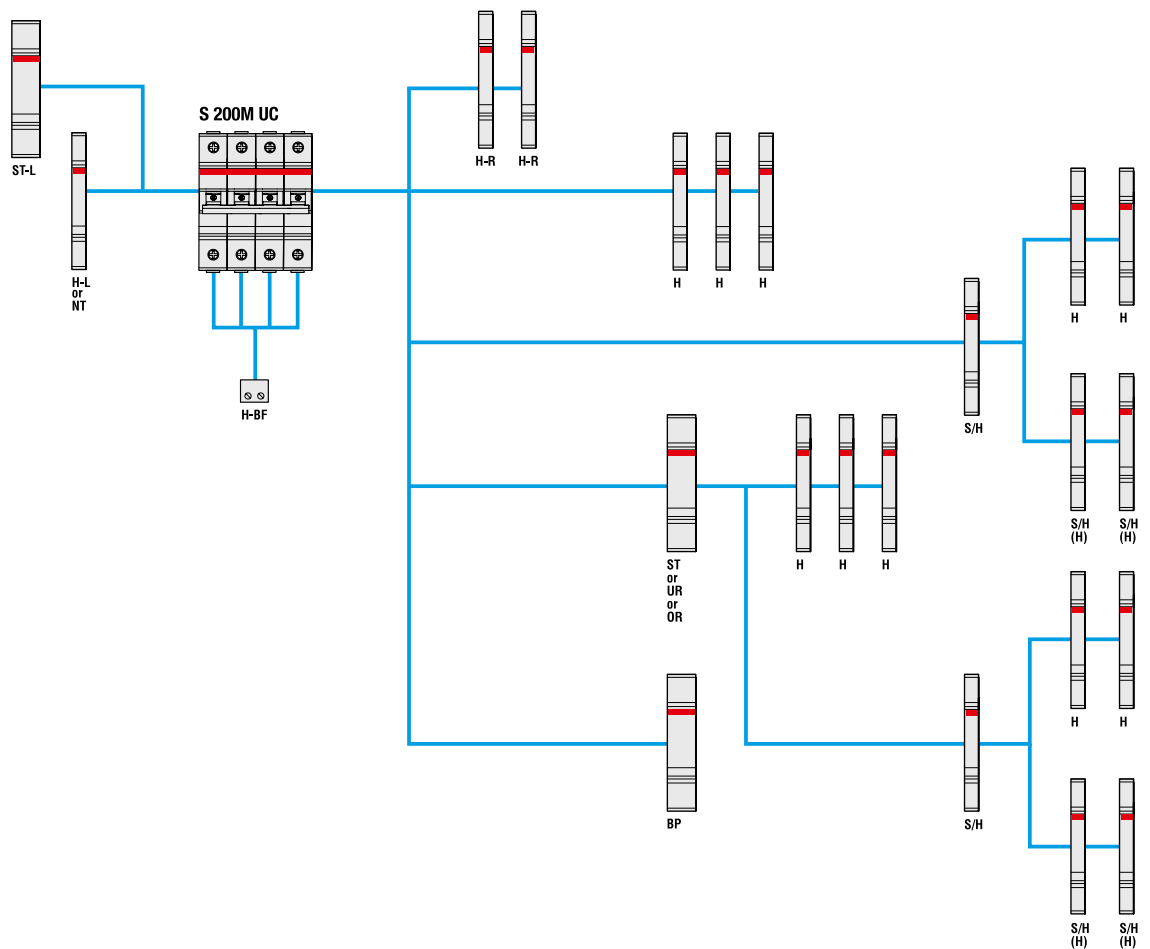 S 200M UC
ST-L
H-R H-R
H-L
or
NT
H H H
H H
H-BF
S/H
S/H S/H
(H) (H)
ST
or
UR
or
OR
H H H
H H
BP
S/H
S/H S/H
(H) (H)